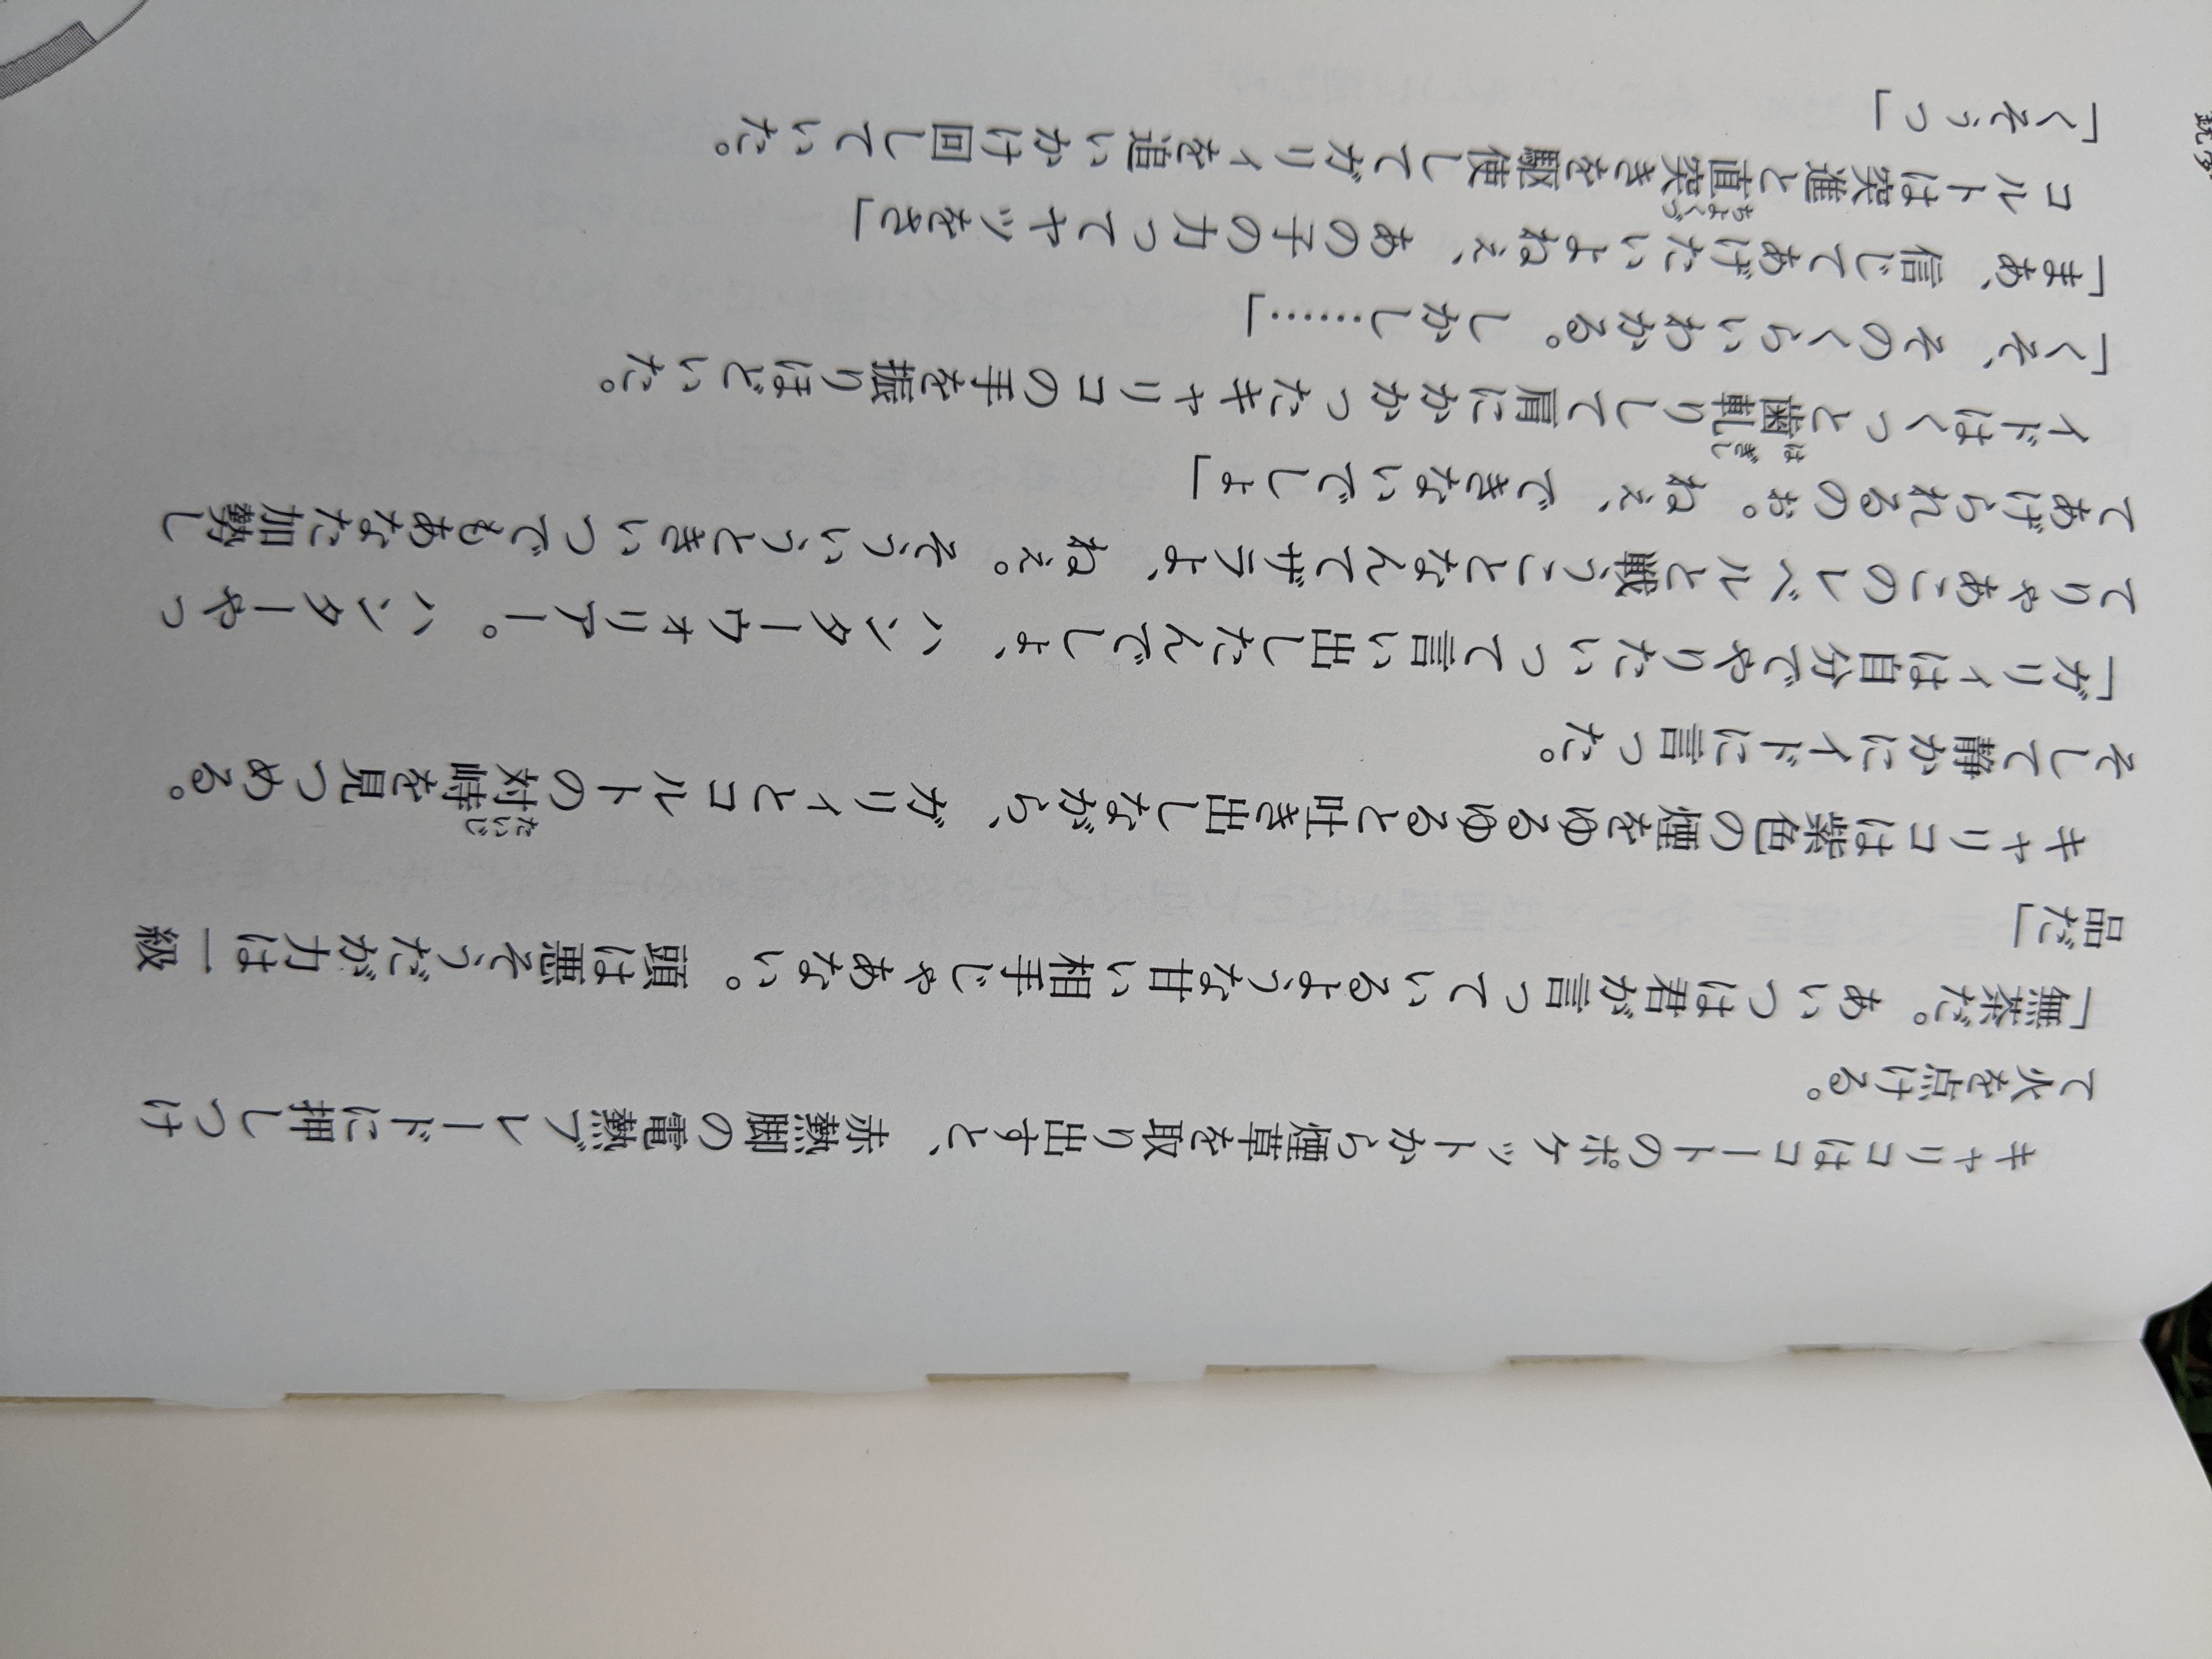 キャリコはコートのポケットから煙草を取り出すと、赤熱脚の電熱ブレードに押しつけ
て火を点ける。
「無茶だ。あいつは君が言っているような甘い相手じゃあない。頭は悪そうだが力は一級
品だ」
キャリコは紫色の煙をゆるゆると吐き出しながら、ガリィとコルトの対峙を見つめる。
そして静かにイドに言った。
「ガリィは自分でやりたいって言い出したんでしょ、ハンターウォリアー。ハンターやっ
てりゃあこのレベルと戦うことなんてザラよ、ねぇ。そういうときいつでもあなた加勢し
てあげられるのぉ。ねぇ、できないでしょ」
イドはくっと歯軋りして肩にかかったキャリコの手を振りほどいた。
「くそ、そのくらいわかる。しかし……」
「まあ、信じてあげたいよねぇ、あの子の力ってヤツをさ」
コルトは突進と直突きを駆使してガリィを追いかけ回していた。
「くそぅっ」